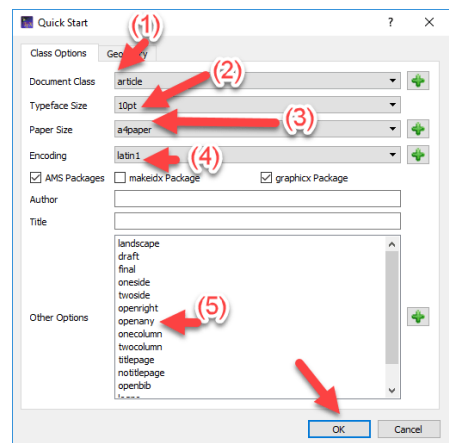 Quick Start ? ×
(1)
Class Options Geometry
Document Class article
(2)
Typeface Size 10pt
(3)
Paper Size a4paper
(4)
Encoding latin1
AMS Packages makeidx Package graphicx Package
Author
Title
landscape
draft
final
oneside
twoside
openright
(5)
Other Options openany
onecolumn
twocolumn
titlepage
notitlepage
openbib
OK Cancel